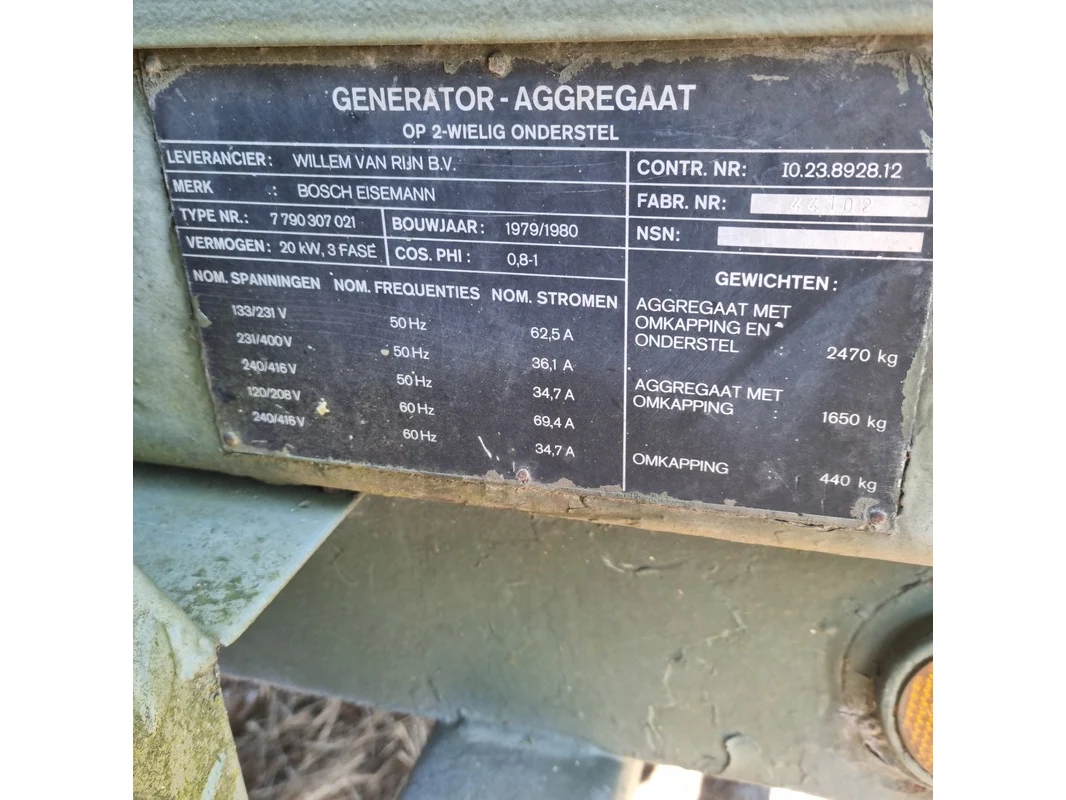 GENERATOR - AGGREGAAT
OP 2-WIELIG ONDERSTEL
LEVERANCIER: WILLEM VAN RIJN B.V.
MERK .: BOSCH EISEMANN
TYPE NR.: 7 790 307 021
BOUWJAAR: 1979/1980
VERMOGEN: 20 kW, 3 FASE
COS. PHI: 0,8-1
CONTR. NR: 10.23.8928.12
FABR. NR:
NSN:
NOM. SPANNINGEN NOM. FREQUENTIES NOM. STROMEN
133/231 V 50 Hz 62,5 A
231/400 V 50 Hz 36,1 A
240/416 V 50 Hz 34,7 A
120/208 V 60 Hz 69,4 A
240/416 V 60 Hz 34,7 A
GEWICHTEN:
AGGREGAAT MET
OMKAPPING EN
ONDERSTEL : 2470 kg
AGGREGAAT MET
OMKAPPING : 1650 kg
OMKAPPING : 440 kg